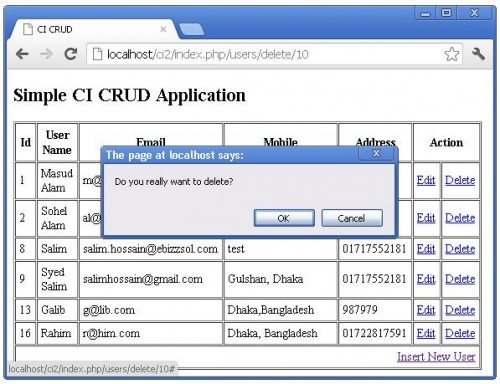 CI CRUD
localhost/ci2/index.php/users/delete/10
Simple CI CRUD Application
Id User Name Email Mobile Address Action
The page at localhost says:
Do you really want to delete?
OK Cancel
1 Masud Alam m@ Edit Delete
2 Sohel Alam al@ Edit Delete
8 Salim salim.hossain@ebizzsol.com test 01717552181 Edit Delete
9 Syed Salim salimhossain@gmail.com Gulshan, Dhaka 01717552181 Edit Delete
13 Galib g@lib.com Dhaka,Bangladesh 987979 Edit Delete
16 Rahim r@him.com Dhaka, Bangladesh 01722817591 Edit Delete
Insert New User
localhost/ci2/index.php/users/delete/10#